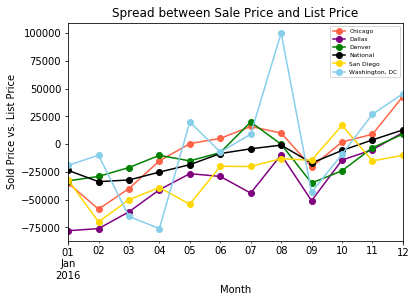 Spread between Sale Price and List Price
Chicago
Dallas
Denver
National
San Diego
Washington, DC
Sold Price vs. List Price
100000
75000
50000
25000
0
−25000
−50000
−75000
01 02 03 04 05 06 07 08 09 10 11 12
Jan
2016
Month